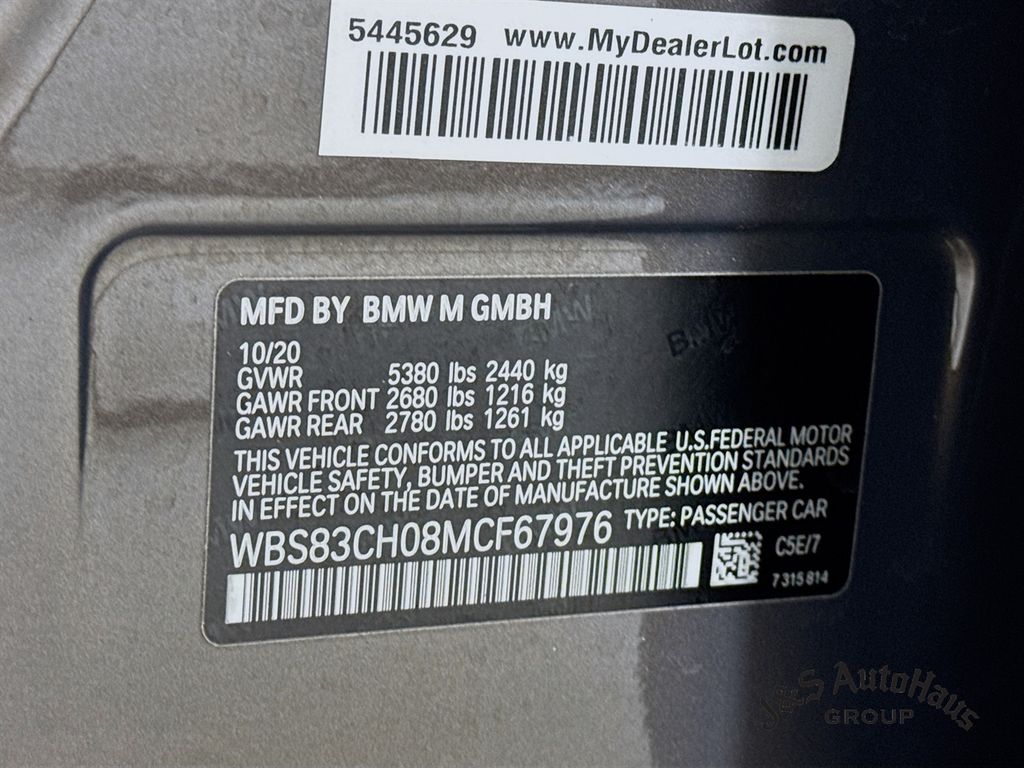 5445629 www.MyDealerLot.com
MFD BY BMW M GMBH
10/20
GVWR 5380 lbs 2440 kg
GAWR FRONT 2680 lbs 1216 kg
GAWR REAR 2780 lbs 1261 kg
THIS VEHICLE CONFORMS TO ALL APPLICABLE U.S.FEDERAL MOTOR
VEHICLE SAFETY, BUMPER AND THEFT PREVENTION STANDARDS
IN EFFECT ON THE DATE OF MANUFACTURE SHOWN ABOVE.
WBS83CH08MCF67976 TYPE: PASSENGER CAR
C5E/7
7 315 814
J&S AutoHaus
GROUP